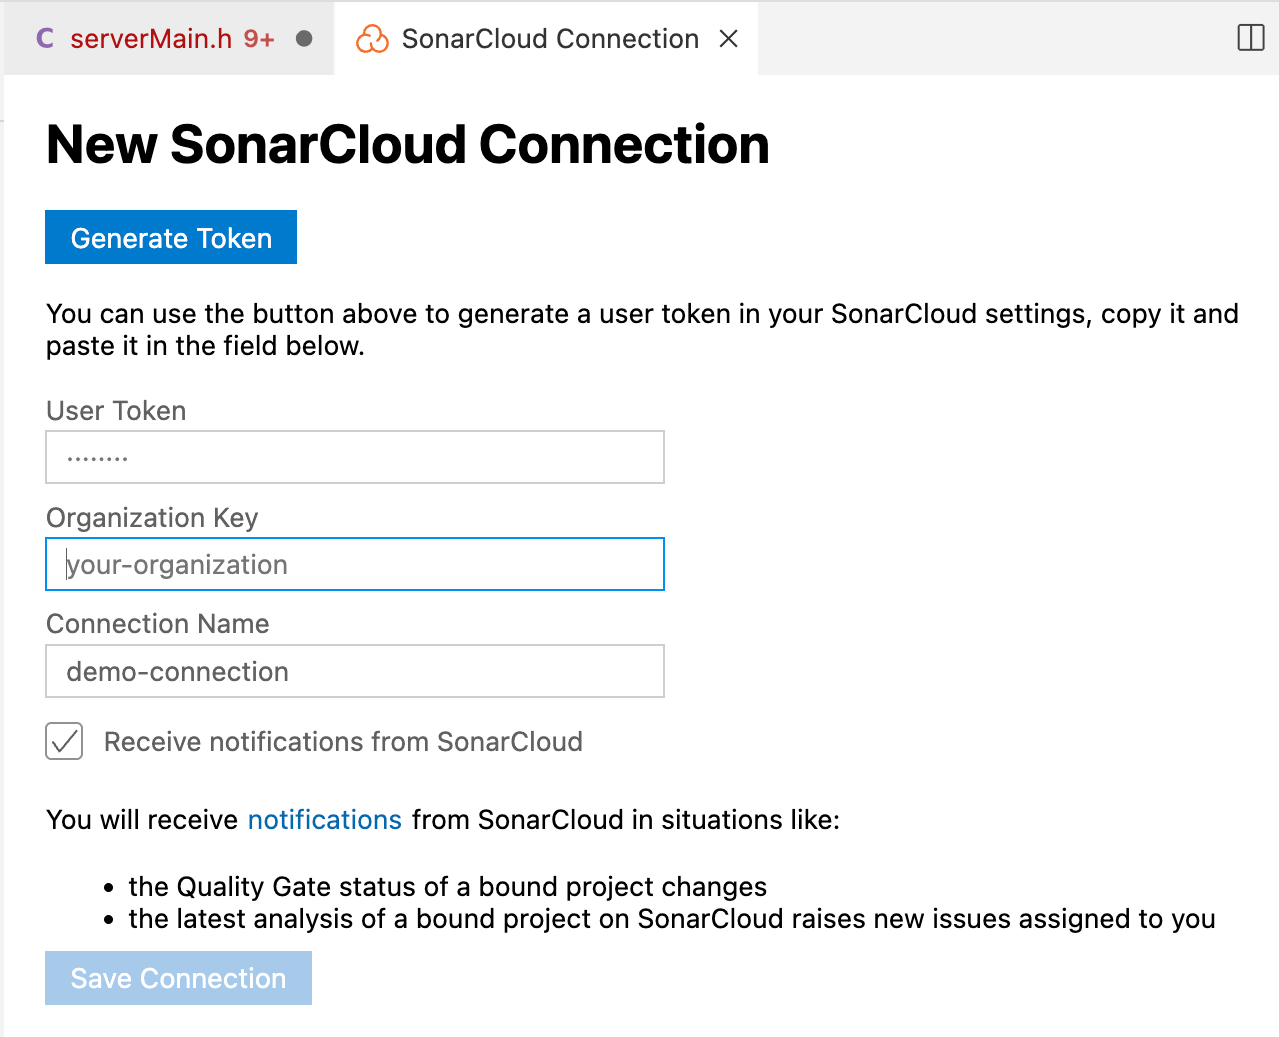 C serverMain.h 9+ SonarCloud Connection
New SonarCloud Connection
Generate Token
You can use the button above to generate a user token in your SonarCloud settings, copy it and
paste it in the field below.
User Token
········
Organization Key
your-organization
Connection Name
demo-connection
Receive notifications from SonarCloud
You will receive notifications from SonarCloud in situations like:
• the Quality Gate status of a bound project changes
• the latest analysis of a bound project on SonarCloud raises new issues assigned to you
Save Connection